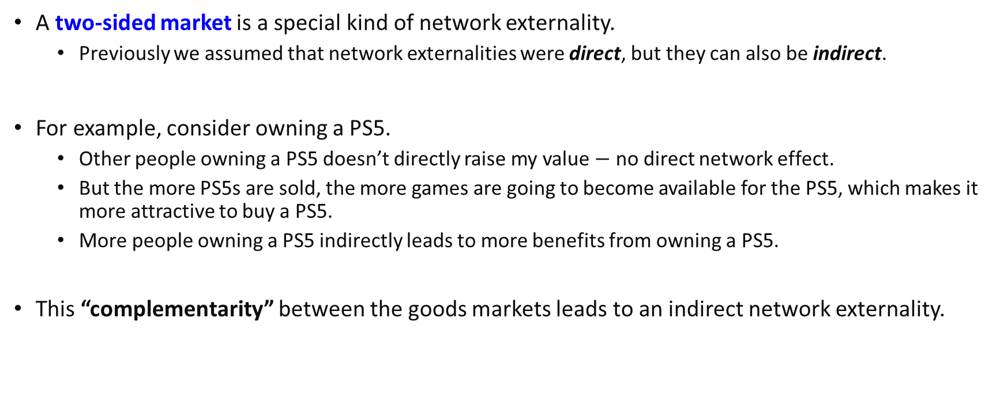 • A two-sided market is a special kind of network externality.
• Previously we assumed that network externalities were direct, but they can also be indirect.
• For example, consider owning a PS5.
• Other people owning a PS5 doesn’t directly raise my value — no direct network effect.
• But the more PS5s are sold, the more games are going to become available for the PS5, which makes it
more attractive to buy a PS5.
• More people owning a PS5 indirectly leads to more benefits from owning a PS5.
• This “complementarity” between the goods markets leads to an indirect network externality.